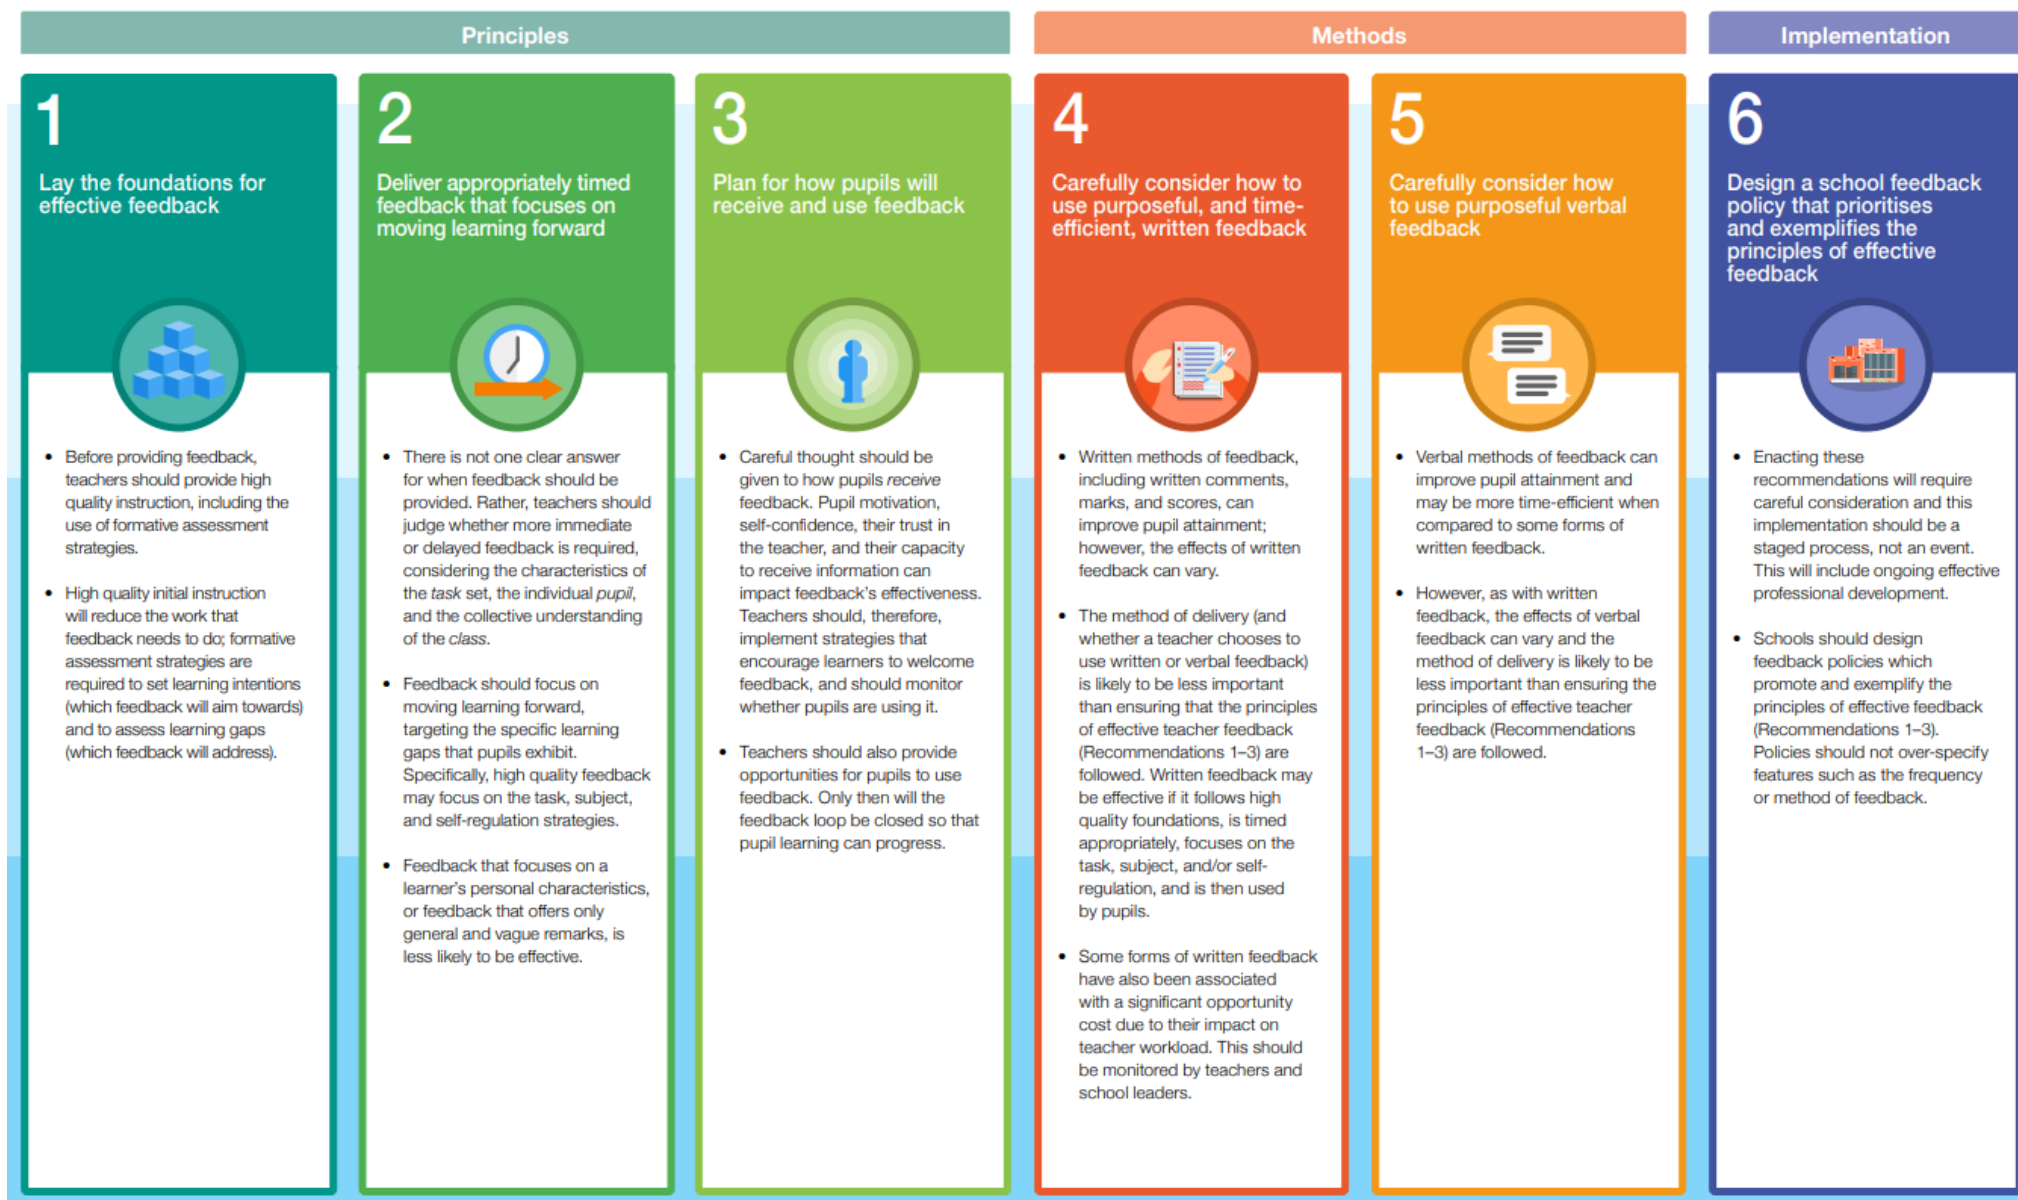 Principles
Methods
Implementation
1
Lay the foundations for
effective feedback
• Before providing feedback,
teachers should provide high
quality instruction, including the
use of formative assessment
strategies.
• High quality initial instruction
will reduce the work that
feedback needs to do; formative
assessment strategies are
required to set learning intentions
(which feedback will aim towards)
and to assess learning gaps
(which feedback will address).
2
Deliver appropriately timed
feedback that focuses on
moving learning forward
• There is not one clear answer
for when feedback should be
provided. Rather, teachers should
judge whether more immediate
or delayed feedback is required,
considering the characteristics of
the task set, the individual pupil,
and the collective understanding
of the class.
• Feedback should focus on
moving learning forward,
targeting the specific learning
gaps that pupils exhibit.
Specifically, high quality feedback
may focus on the task, subject,
and self-regulation strategies.
• Feedback that focuses on a
learner's personal characteristics,
or feedback that offers only
general and vague remarks, is
less likely to be effective.
3
Plan for how pupils will
receive and use feedback
• Careful thought should be
given to how pupils receive
feedback. Pupil motivation,
self-confidence, their trust in
the teacher, and their capacity
to receive information can
impact feedback's effectiveness.
Teachers should, therefore,
implement strategies that
encourage learners to welcome
feedback, and should monitor
whether pupils are using it.
• Teachers should also provide
opportunities for pupils to use
feedback. Only then will the
feedback loop be closed so that
pupil learning can progress.
4
Carefully consider how to
use purposeful, and time-
efficient, written feedback
• Written methods of feedback,
including written comments,
marks, and scores, can
improve pupil attainment;
however, the effects of written
feedback can vary.
• The method of delivery (and
whether a teacher chooses to
use written or verbal feedback)
is likely to be less important
than ensuring that the principles
of effective teacher feedback
(Recommendations 1–3) are
followed. Written feedback may
be effective if it follows high
quality foundations, is timed
appropriately, focuses on the
task, subject, and/or self-
regulation, and is then used
by pupils.
• Some forms of written feedback
have also been associated
with a significant opportunity
cost due to their impact on
teacher workload. This should
be monitored by teachers and
school leaders.
5
Carefully consider how
to use purposeful verbal
feedback
• Verbal methods of feedback can
improve pupil attainment and
may be more time-efficient when
compared to some forms of
written feedback.
• However, as with written
feedback, the effects of verbal
feedback can vary and the
method of delivery is likely to be
less important than ensuring the
principles of effective teacher
feedback (Recommendations
1–3) are followed.
6
Design a school feedback
policy that prioritises
and exemplifies the
principles of effective
feedback
• Enacting these
recommendations will require
careful consideration and this
implementation should be a
staged process, not an event.
This will include ongoing effective
professional development.
• Schools should design
feedback policies which
promote and exemplify the
principles of effective feedback
(Recommendations 1–3).
Policies should not over-specify
features such as the frequency
or method of feedback.